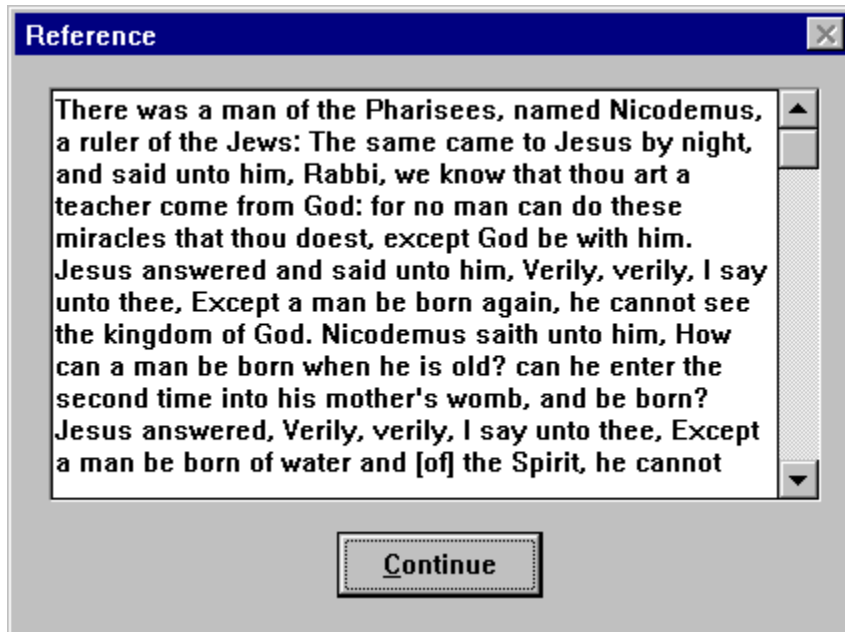 Reference
There was a man of the Pharisees, named Nicodemus,
a ruler of the Jews: The same came to Jesus by night,
and said unto him, Rabbi, we know that thou art a
teacher come from God: for no man can do these
miracles that thou doest, except God be with him.
Jesus answered and said unto him, Verily, verily, I say
unto thee, Except a man be born again, he cannot see
the kingdom of God. Nicodemus saith unto him, How
can a man be born when he is old? can he enter the
second time into his mother's womb, and be born?
Jesus answered, Verily, verily, I say unto thee, Except
a man be born of water and [of] the Spirit, he cannot
Continue